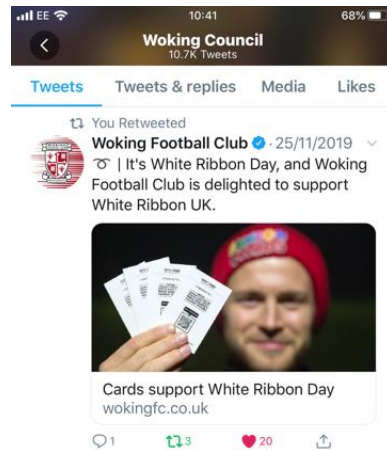 EE 10:41 68%
Woking Council
10.7K Tweets
Tweets Tweets & replies Media Likes
You Retweeted
Woking Football Club · 25/11/2019
| It's White Ribbon Day, and Woking
Football Club is delighted to support
White Ribbon UK.
Cards support White Ribbon Day
wokingfc.co.uk
1 3 20